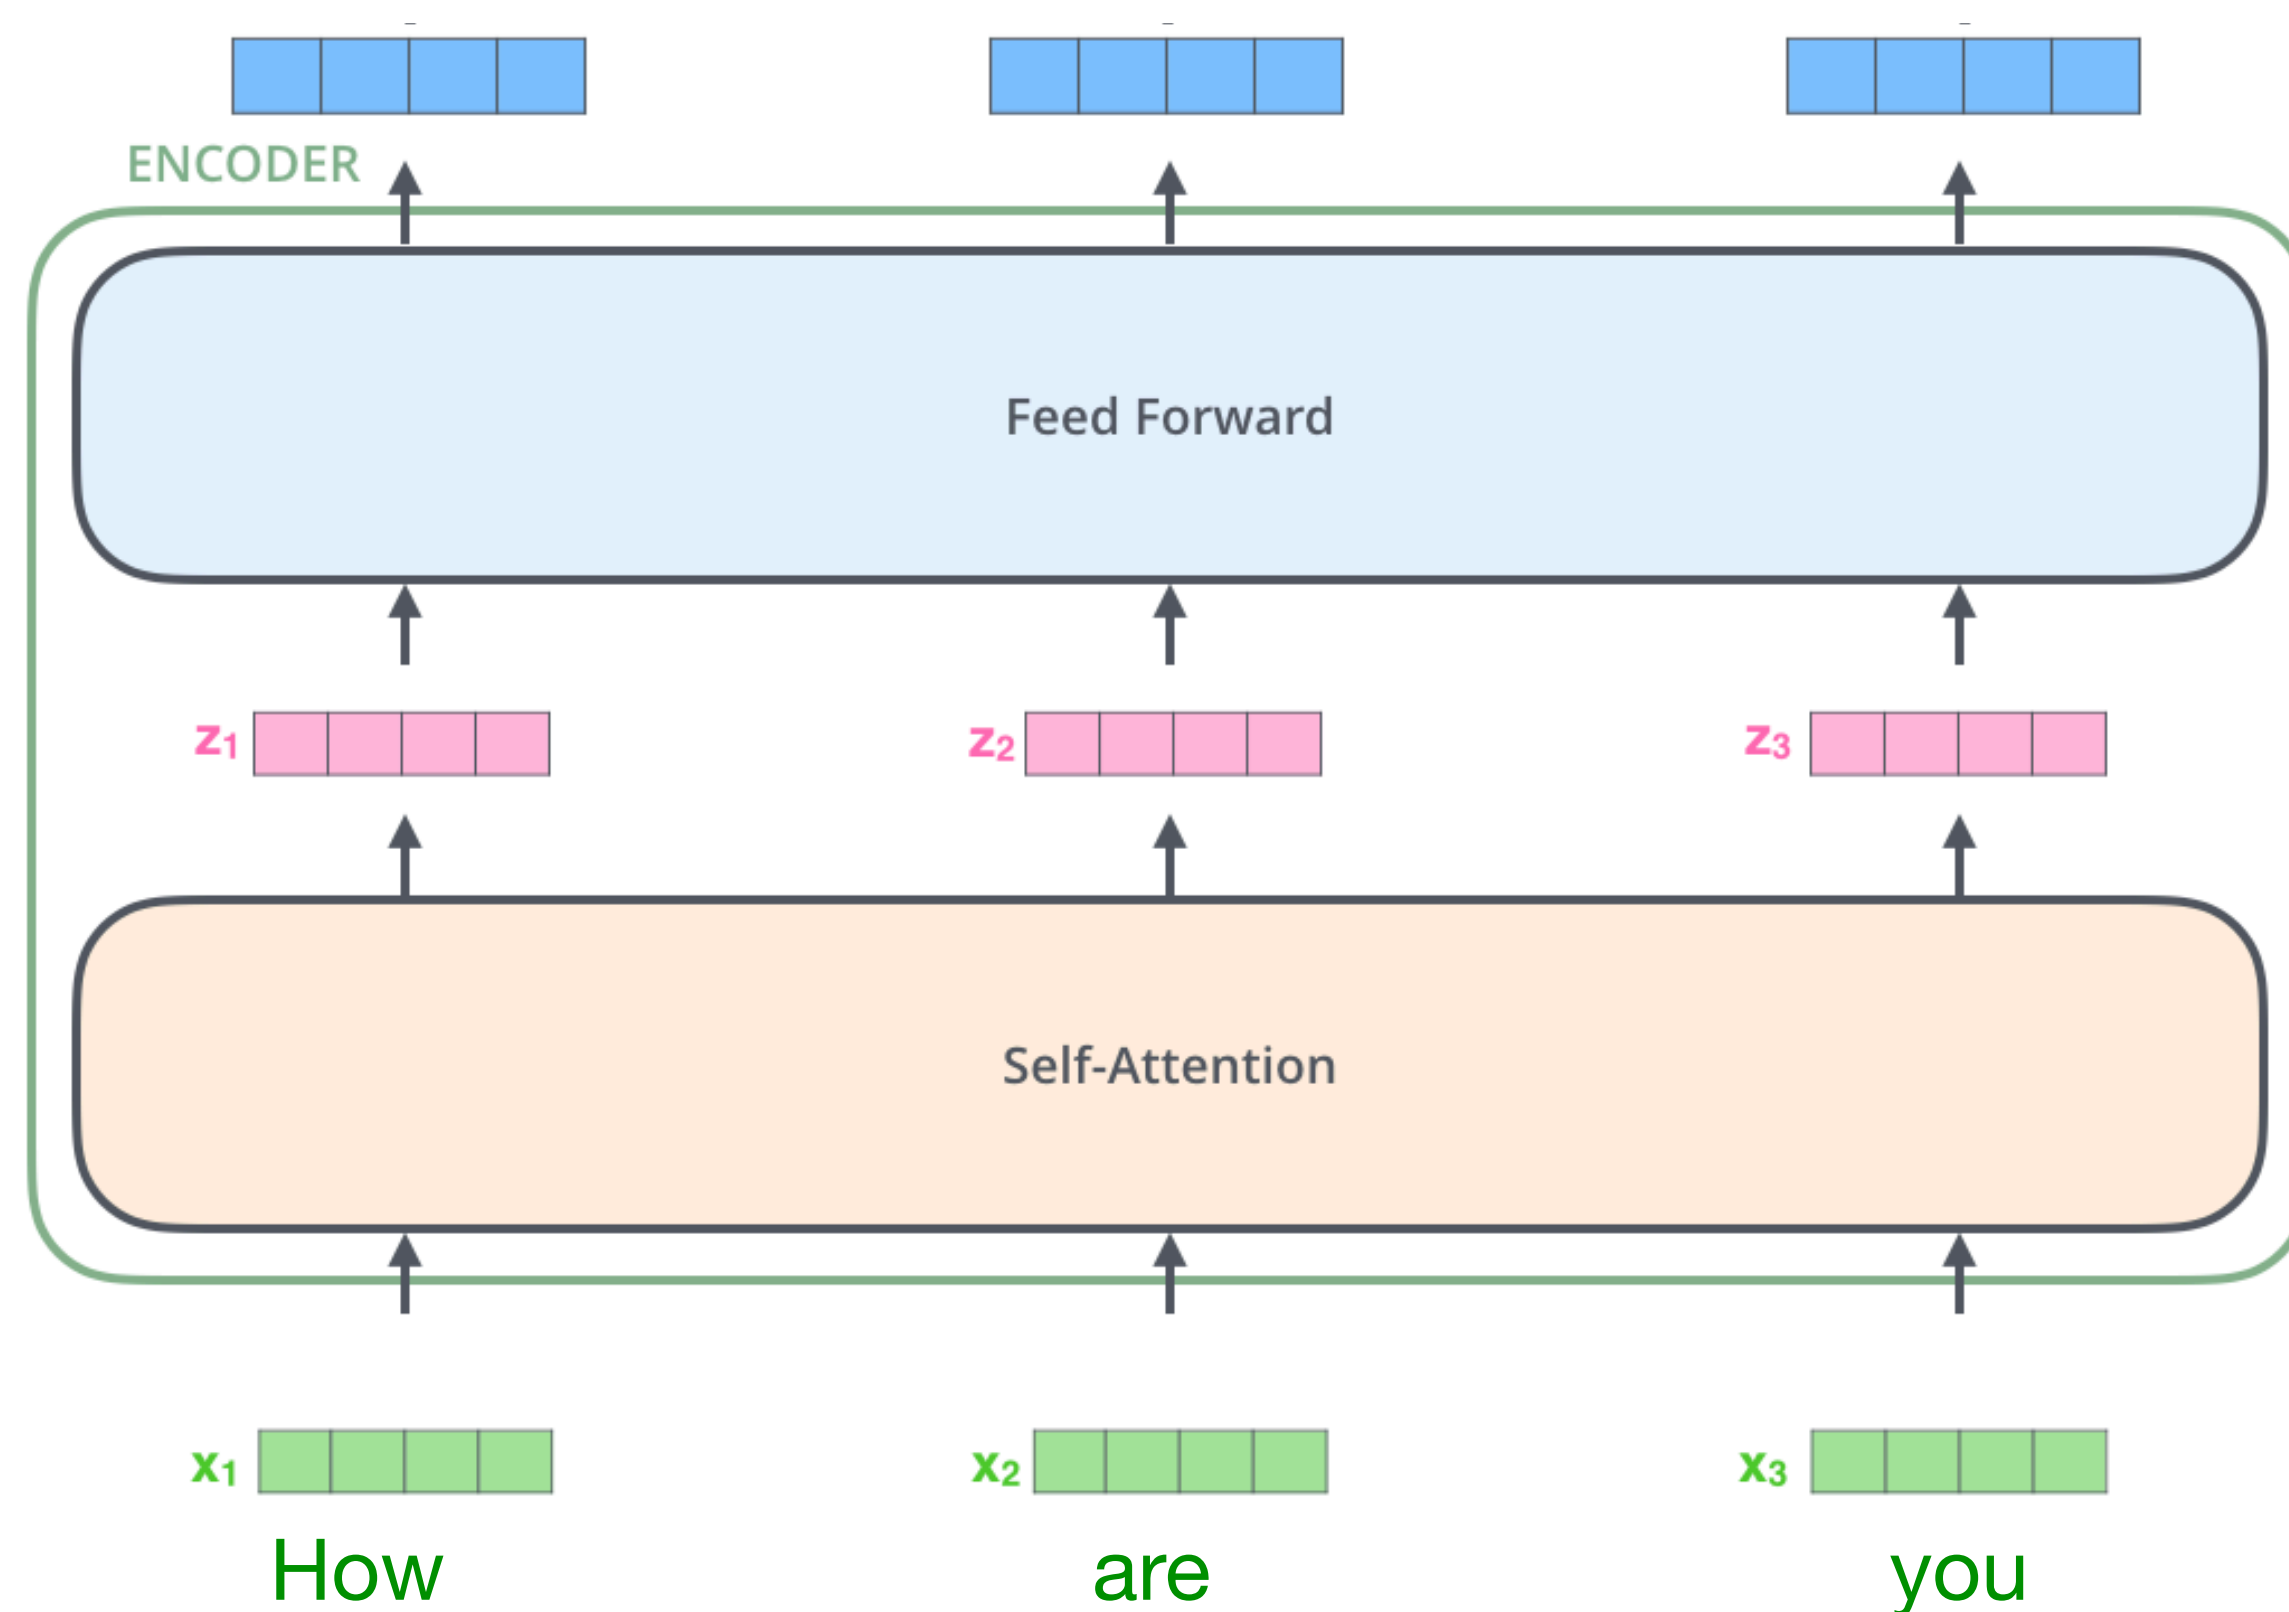 ENCODER
Feed Forward
z₁ z₂ z₃
Self-Attention
x₁ x₂ x₃
How are you